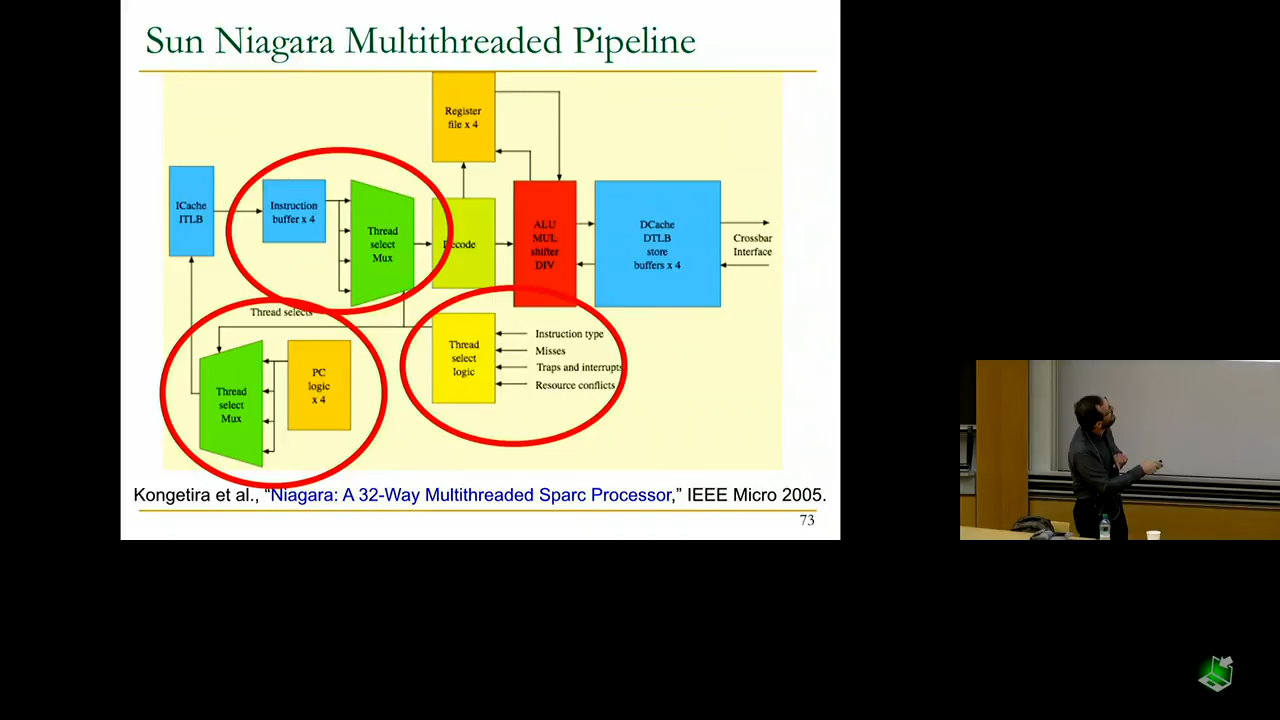 Sun Niagara Multithreaded Pipeline
Register
file x 4
ICache
ITLB
Instruction
buffer x 4
Thread
select
Mux
Decode
ALU
MUL
shifter
DIV
DCache
DTLB
store
buffers x 4
Crossbar
Interface
Thread selects
Thread
select
Mux
PC
logic
x 4
Thread
select
logic
Instruction type
Misses
Traps and interrupts
Resource conflicts
Kongetira et al., “Niagara: A 32-Way Multithreaded Sparc Processor,” IEEE Micro 2005.
73